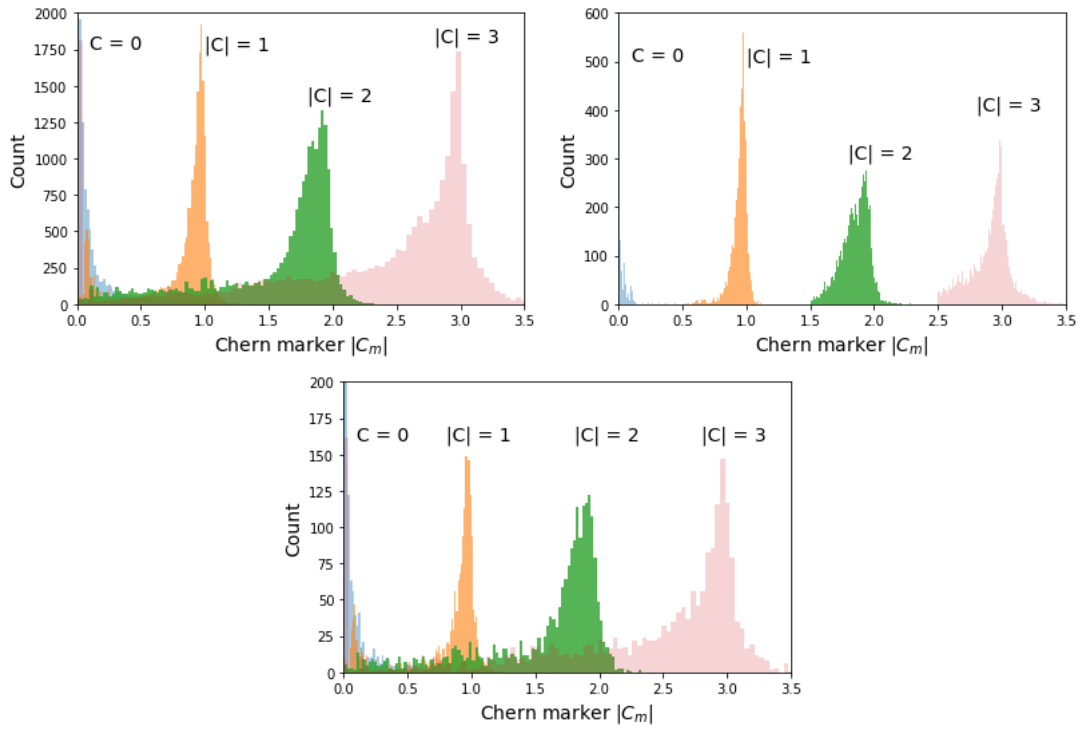 2000
1750
1500
1250
1000
750
500
250
0
Count
C = 0
|C| = 1
|C| = 2
|C| = 3
0.0 0.5 1.0 1.5 2.0 2.5 3.0 3.5
Chern marker |Cₘ|
600
500
400
300
200
100
0
Count
C = 0
|C| = 1
|C| = 2
|C| = 3
0.0 0.5 1.0 1.5 2.0 2.5 3.0 3.5
Chern marker |Cₘ|
200
175
150
125
100
75
50
25
0
Count
C = 0 |C| = 1 |C| = 2 |C| = 3
0.0 0.5 1.0 1.5 2.0 2.5 3.0 3.5
Chern marker |Cₘ|